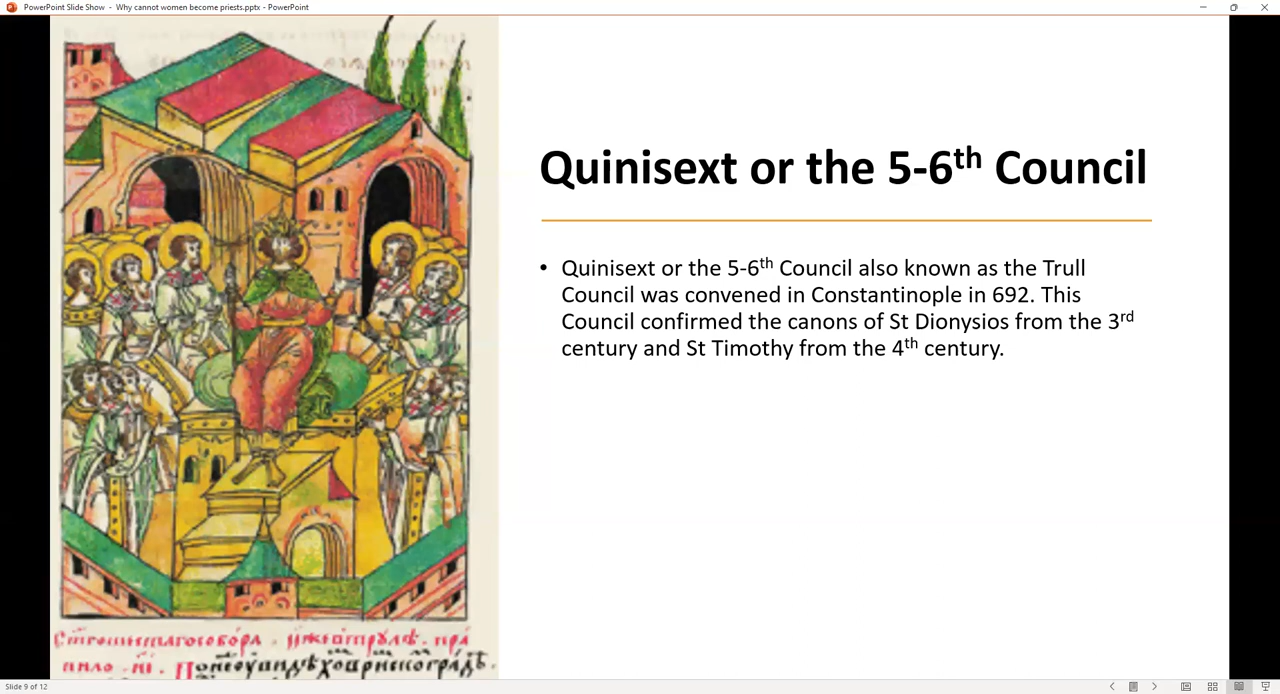 PowerPoint Slide Show - Why cannot women become priests.pptx - PowerPoint
Quinisext or the 5-6th Council
• Quinisext or the 5-6th Council also known as the Trull
Council was convened in Constantinople in 692. This
Council confirmed the canons of St Dionysios from the 3rd
century and St Timothy from the 4th century.
Slide 9 of 12